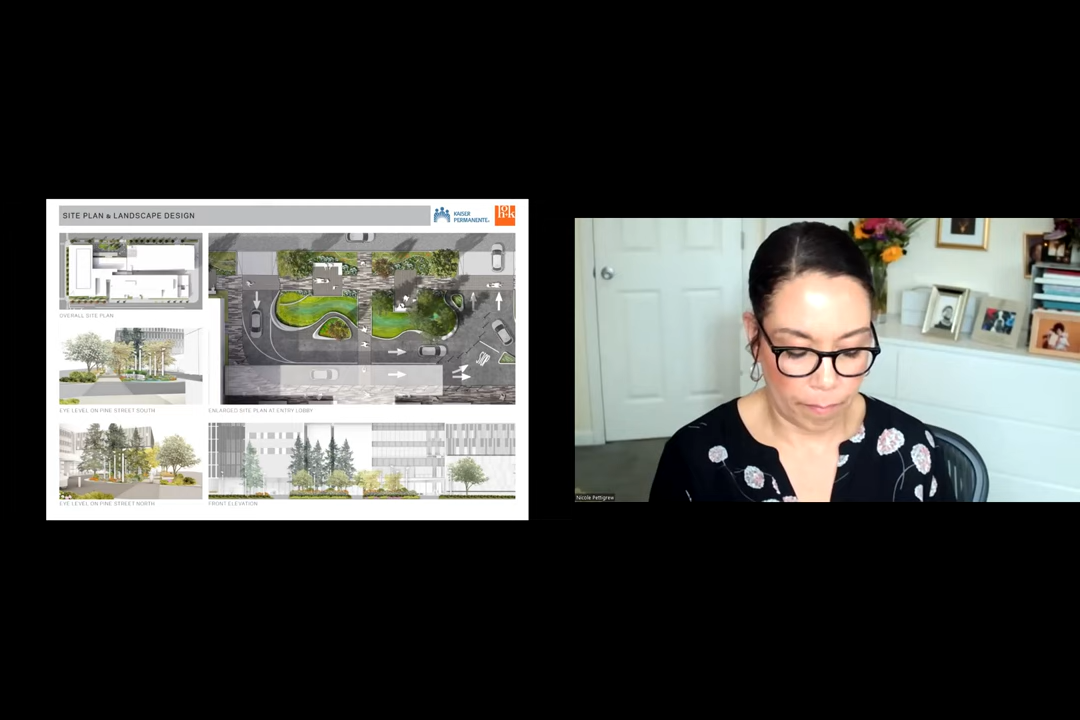 SITE PLAN & LANDSCAPE DESIGN
KAISER
PERMANENTE.
OVERALL SITE PLAN
EYE LEVEL ON PINE STREET SOUTH
ENLARGED SITE PLAN AT ENTRY LOBBY
EYE LEVEL ON PINE STREET NORTH
FRONT ELEVATION
Nicole Pettigrew